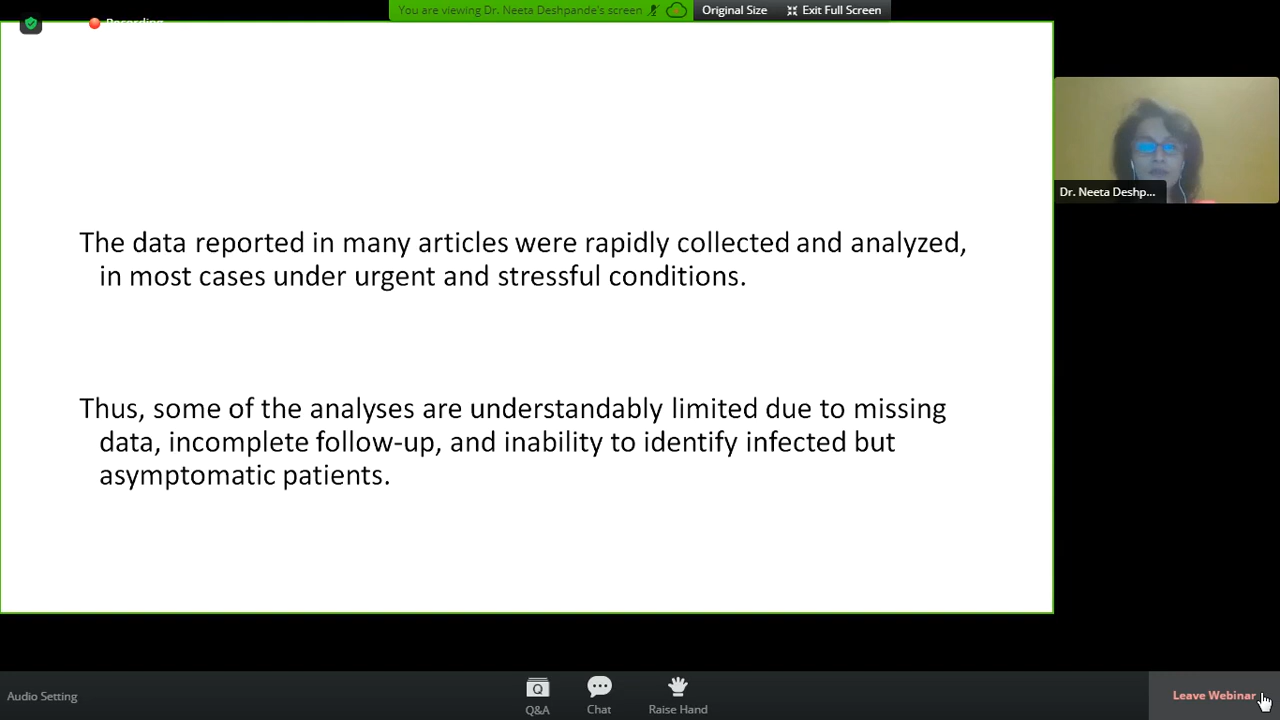 You are viewing Dr. Neeta Deshpande's screen
Original Size
Exit Full Screen
Recording
The data reported in many articles were rapidly collected and analyzed,
in most cases under urgent and stressful conditions.
Thus, some of the analyses are understandably limited due to missing
data, incomplete follow-up, and inability to identify infected but
asymptomatic patients.
Dr. Neeta Deshp...
Audio Setting
Q&A
Chat
Raise Hand
Leave Webinar